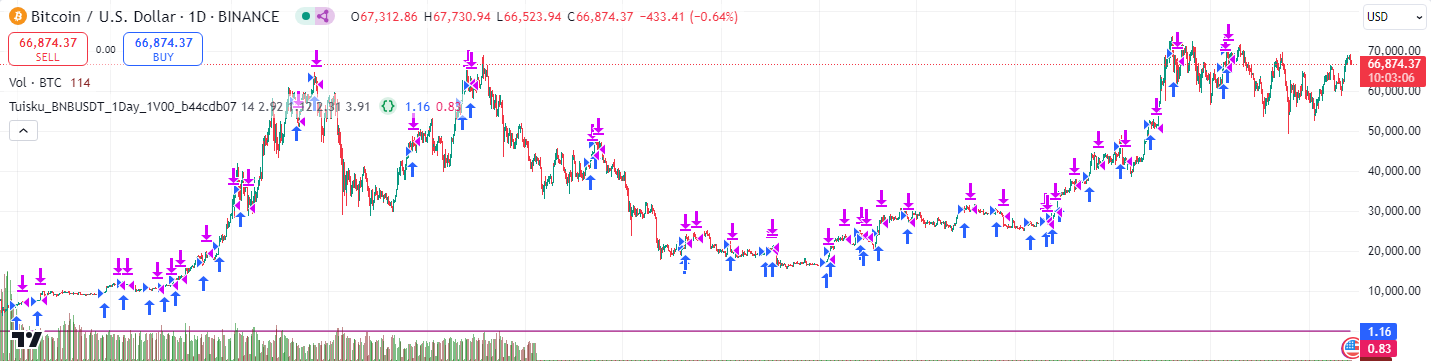 Bitcoin / U.S. Dollar · 1D · BINANCE O67,312.86 H67,730.94 L66,523.94 C66,874.37 −433.41 (−0.64%)
USD
66,874.37 SELL 0.00 66,874.37 BUY
Vol · BTC 114
Tuisku_BNBUSDT_1Day_1V00_b44cdb07 14 2.92 1.12 2.31 3.91 {} 1.16 0.83
70,000.00
66,874.37
10:03:06
60,000.00
50,000.00
40,000.00
30,000.00
20,000.00
10,000.00
1.16
0.83